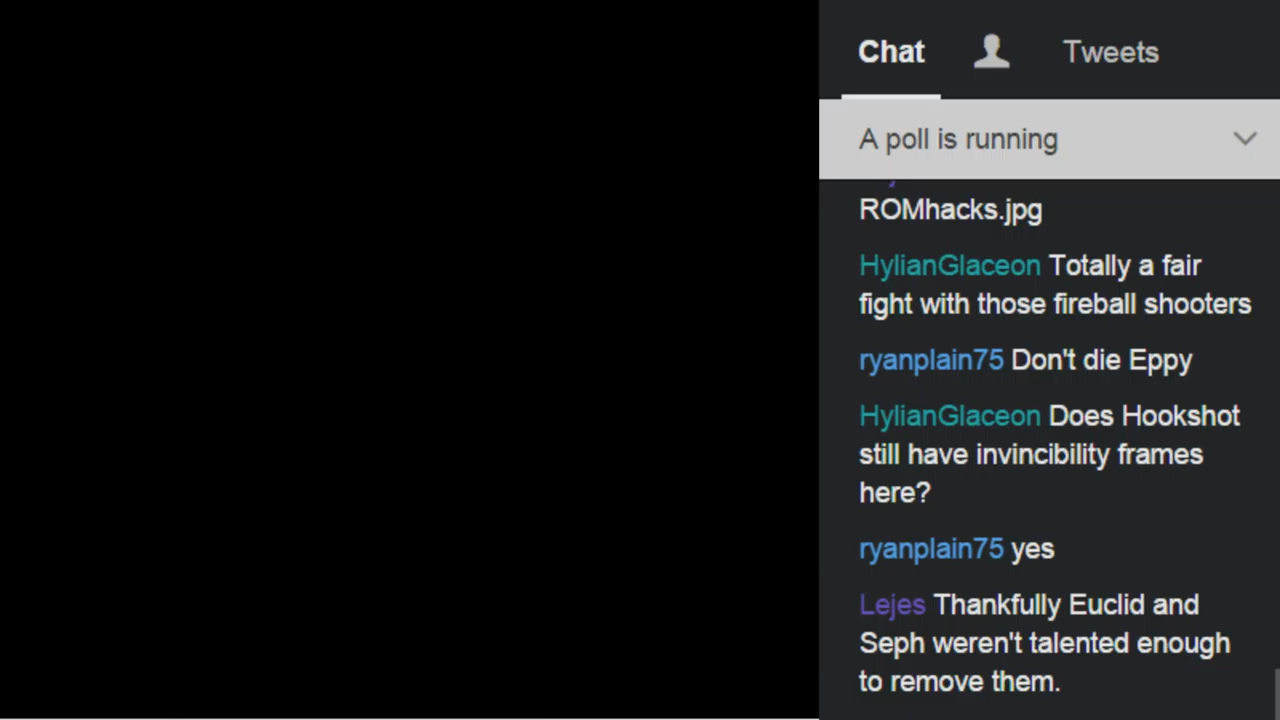 Chat Tweets
A poll is running
ROMhacks.jpg
HylianGlaceon Totally a fair
fight with those fireball shooters
ryanplain75 Don't die Eppy
HylianGlaceon Does Hookshot
still have invincibility frames
here?
ryanplain75 yes
Lejes Thankfully Euclid and
Seph weren't talented enough
to remove them.